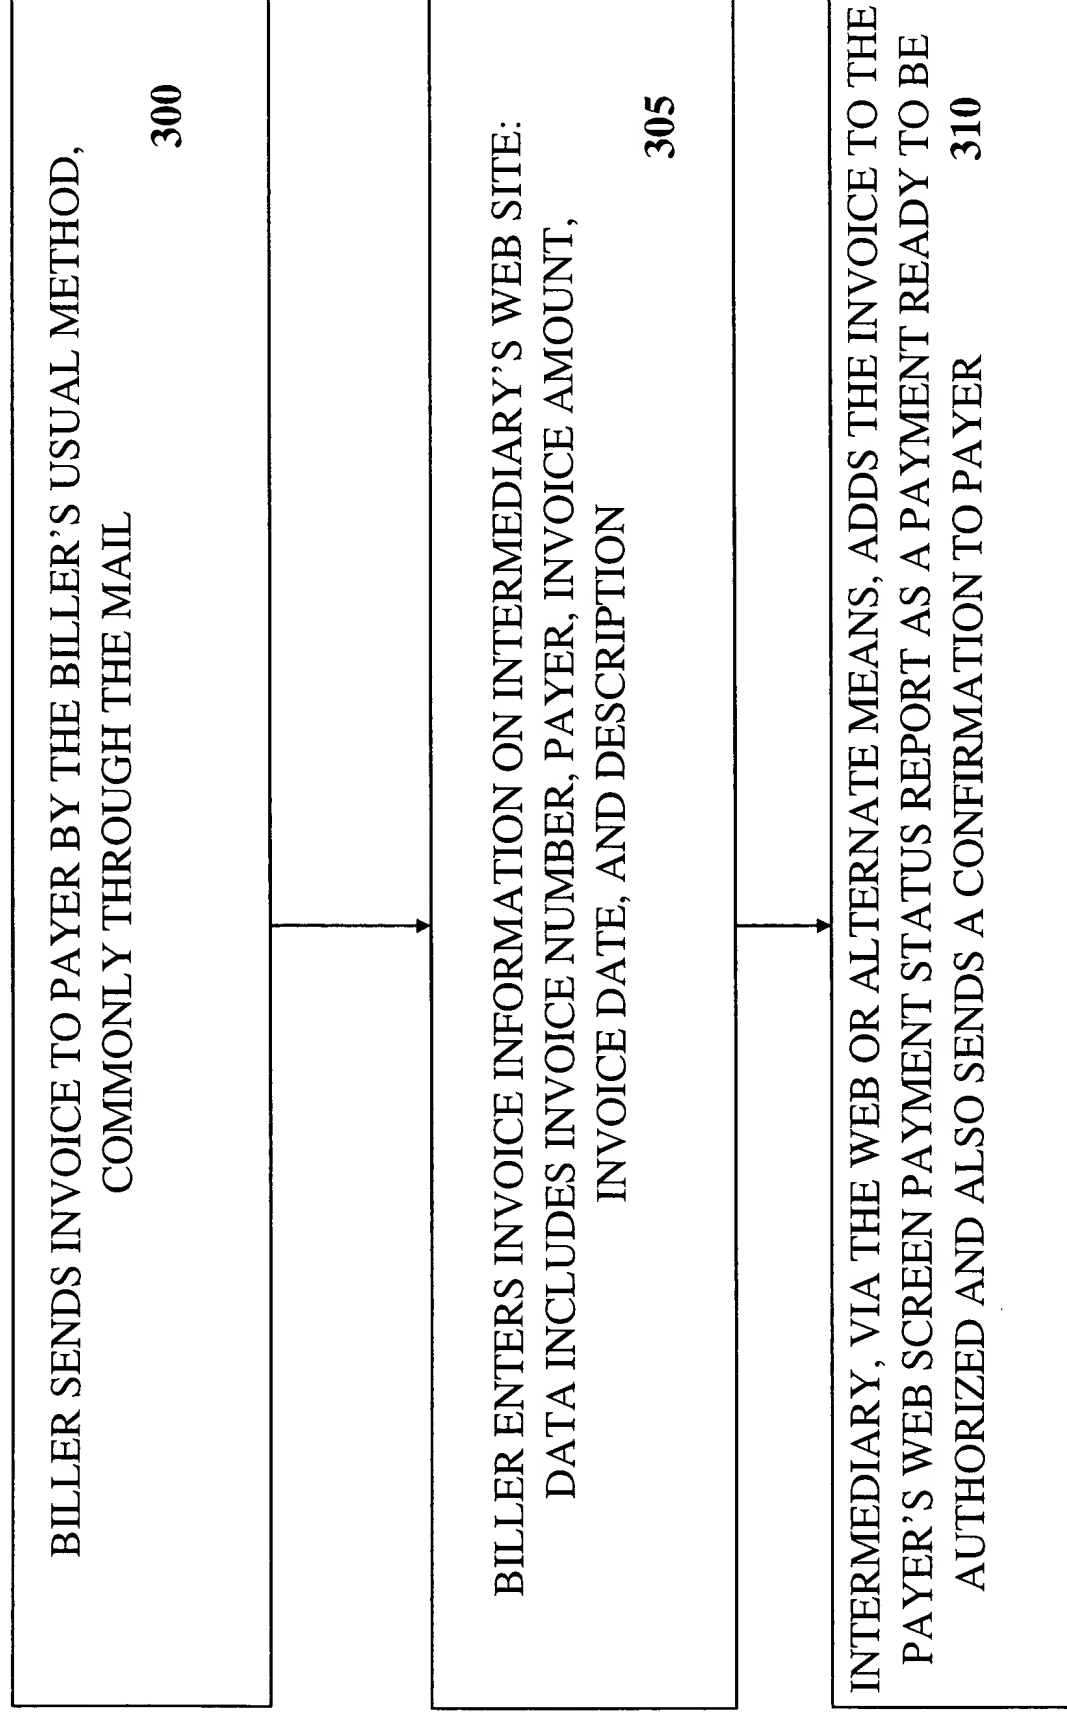 BILLER SENDS INVOICE TO PAYER BY THE BILLER'S USUAL METHOD,
COMMONLY THROUGH THE MAIL
300
BILLER ENTERS INVOICE INFORMATION ON INTERMEDIARY'S WEB SITE:
DATA INCLUDES INVOICE NUMBER, PAYER, INVOICE AMOUNT,
INVOICE DATE, AND DESCRIPTION
305
INTERMEDIARY, VIA THE WEB OR ALTERNATE MEANS, ADDS THE INVOICE TO THE
PAYER'S WEB SCREEN PAYMENT STATUS REPORT AS A PAYMENT READY TO BE
AUTHORIZED AND ALSO SENDS A CONFIRMATION TO PAYER
310